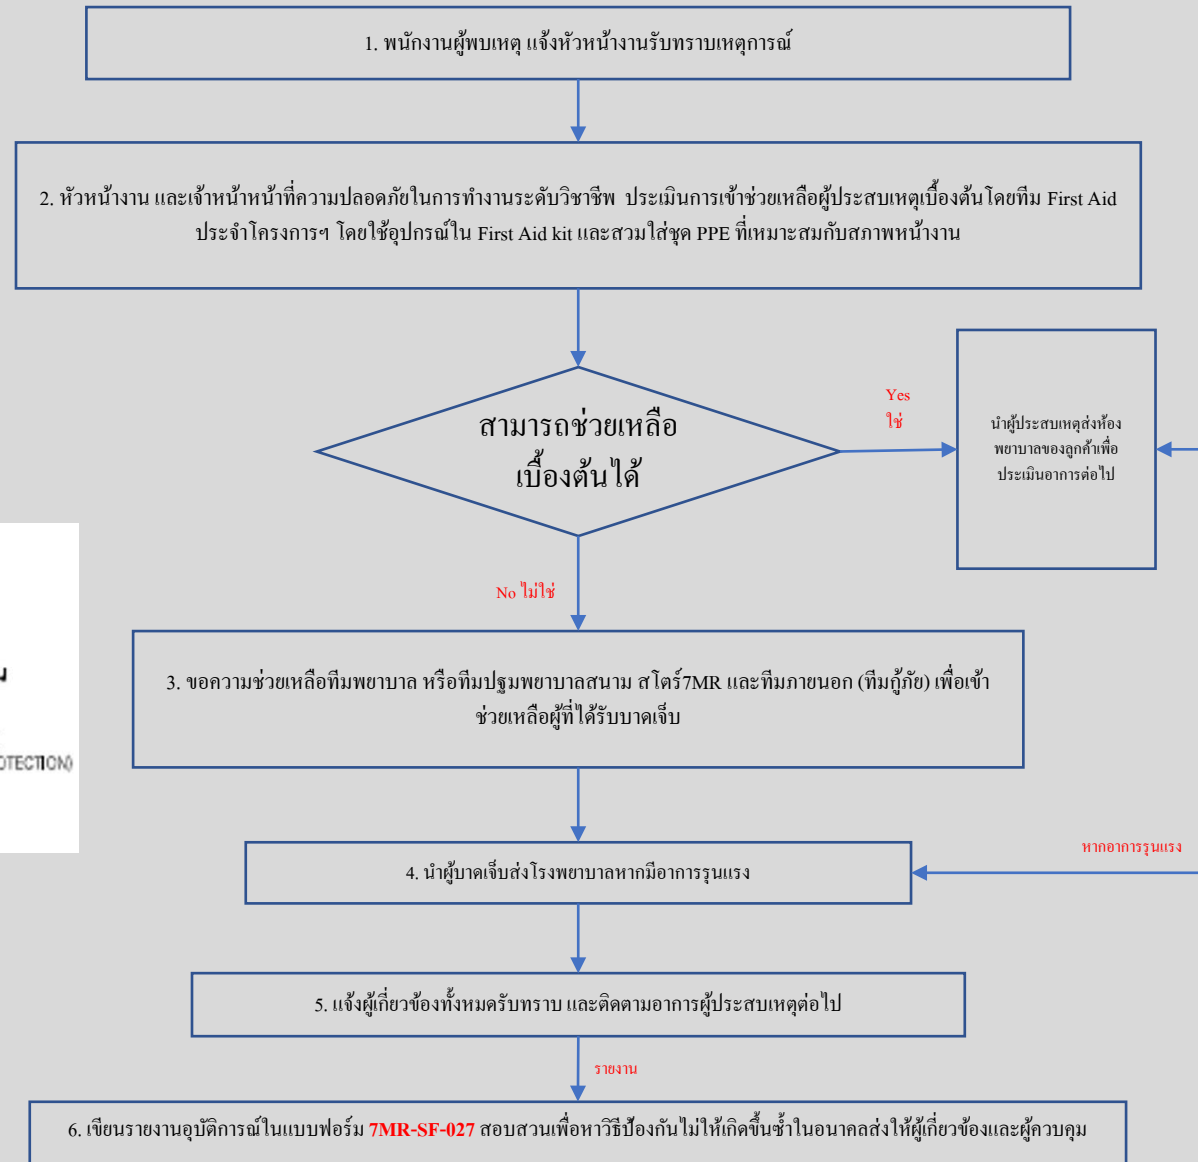 1. พนักงานผู้พบเหตุ แจ้งหัวหน้างานรับทราบเหตุการณ์
2. หัวหน้างาน และเจ้าหน้าหน้าที่ความปลอดภัยในการทำงานระดับวิชาชีพ ประเมินการเข้าช่วยเหลือผู้ประสบเหตุเบื้องต้นโดยทีม First Aid
ประจำโครงการฯ โดยใช้อุปกรณ์ใน First Aid kit และสวมใส่ชุด PPE ที่เหมาะสมกับสภาพหน้างาน
สามารถช่วยเหลือ
เบื้องต้นได้
Yes
ใช่
นำผู้ประสบเหตุส่งห้อง
พยาบาลของลูกค้าเพื่อ
ประเมินอาการต่อไป
No ไม่ใช่
3. ขอความช่วยเหลือทีมพยาบาล หรือทีมปฐมพยาบาลสนาม สโตร์7MR และทีมภายนอก (ทีมกู้ภัย) เพื่อเข้า
ช่วยเหลือผู้ที่ได้รับบาดเจ็บ
OTECTION)
หากอาการรุนแรง
4. นำผู้บาดเจ็บส่งโรงพยาบาลหากมีอาการรุนแรง
5. แจ้งผู้เกี่ยวข้องทั้งหมดรับทราบ และติดตามอาการผู้ประสบเหตุต่อไป
รายงาน
6. เขียนรายงานอุบัติการณ์ในแบบฟอร์ม 7MR-SF-027 สอบสวนเพื่อหาวิธีป้องกันไม่ให้เกิดขึ้นซ้ำในอนาคตส่งให้ผู้เกี่ยวข้องและผู้ควบคุม